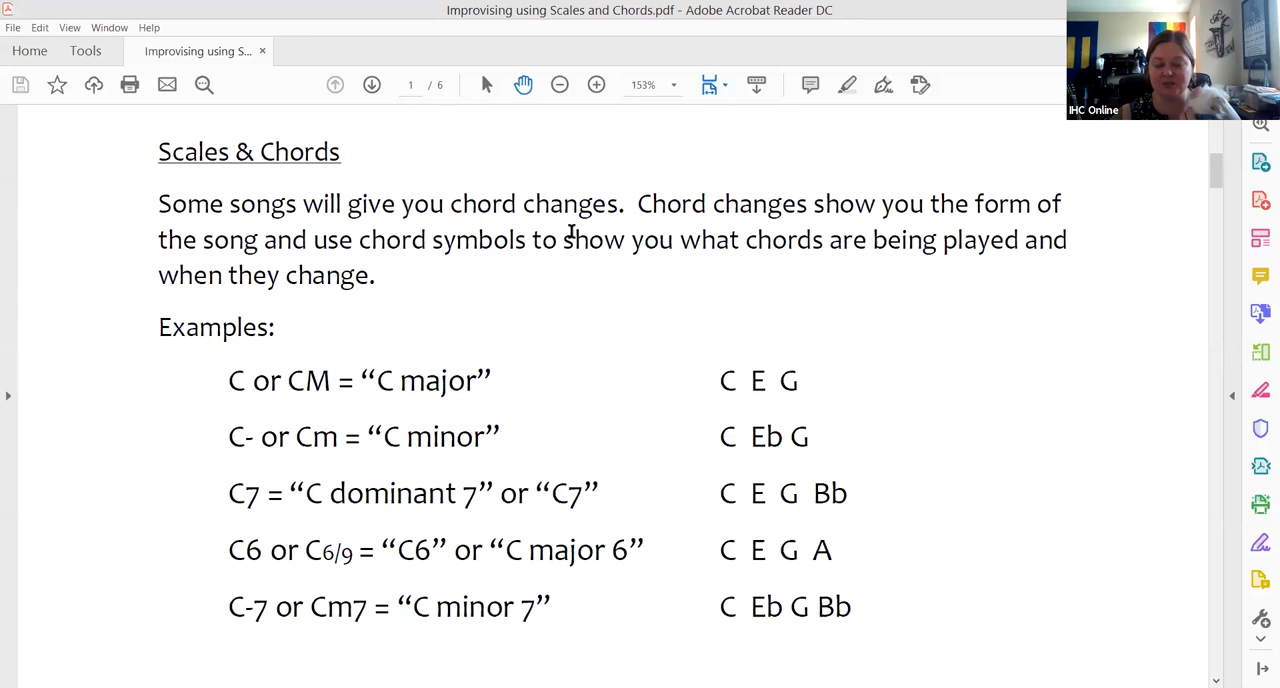 Improvising using Scales and Chords.pdf - Adobe Acrobat Reader DC
File Edit View Window Help
Home Tools Improvising using S... ×
1 / 6 153%
IHC Online
Scales & Chords
Some songs will give you chord changes. Chord changes show you the form of
the song and use chord symbols to show you what chords are being played and
when they change.
Examples:
C or CM = “C major” C E G
C- or Cm = “C minor” C Eb G
C7 = “C dominant 7” or “C7” C E G Bb
C6 or C6/9 = “C6” or “C major 6” C E G A
C-7 or Cm7 = “C minor 7” C Eb G Bb